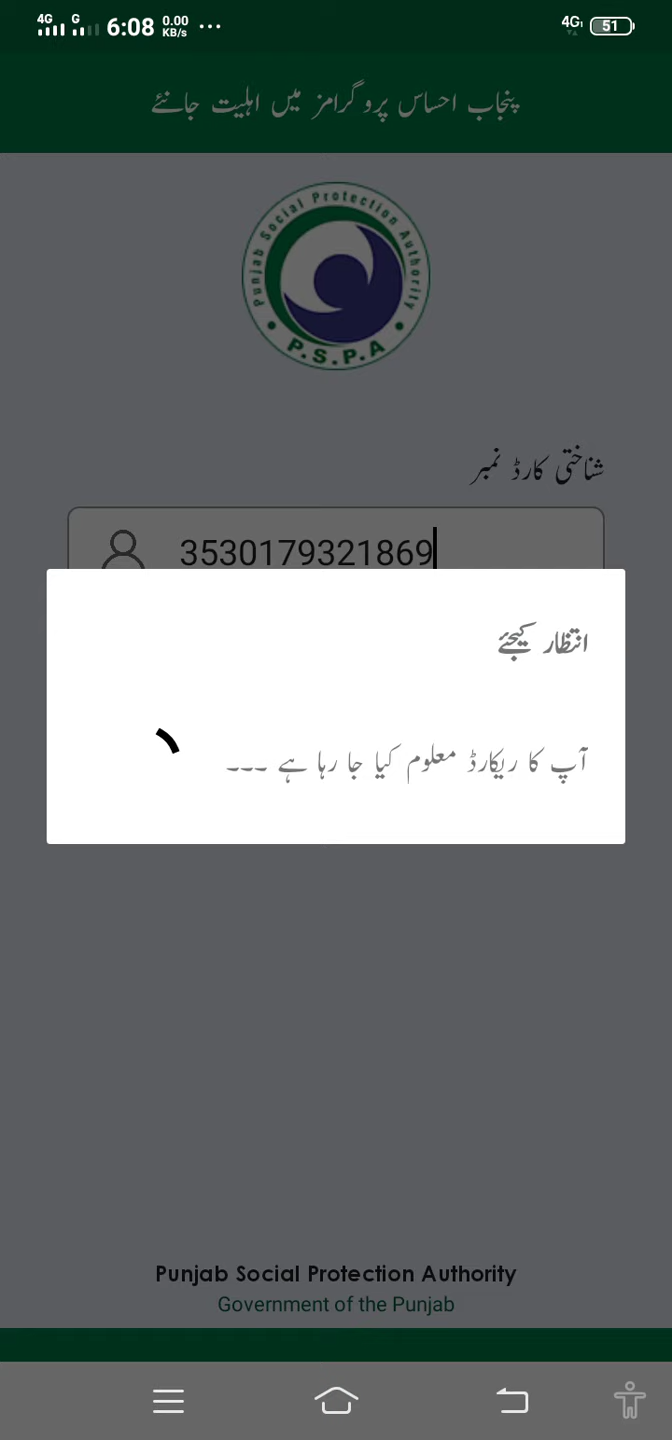 4G G 6:08 0.00 KB/s ... 4G 51
پنجاب احساس پروگرامز میں اہلیت جانئے
Punjab Social Protection Authority
P.S.P.A
شناختی کارڈ نمبر
3530179321869
انتظار کیجئے
آپ کا ریکارڈ معلوم کیا جا رہا ہے ---
Punjab Social Protection Authority
Government of the Punjab